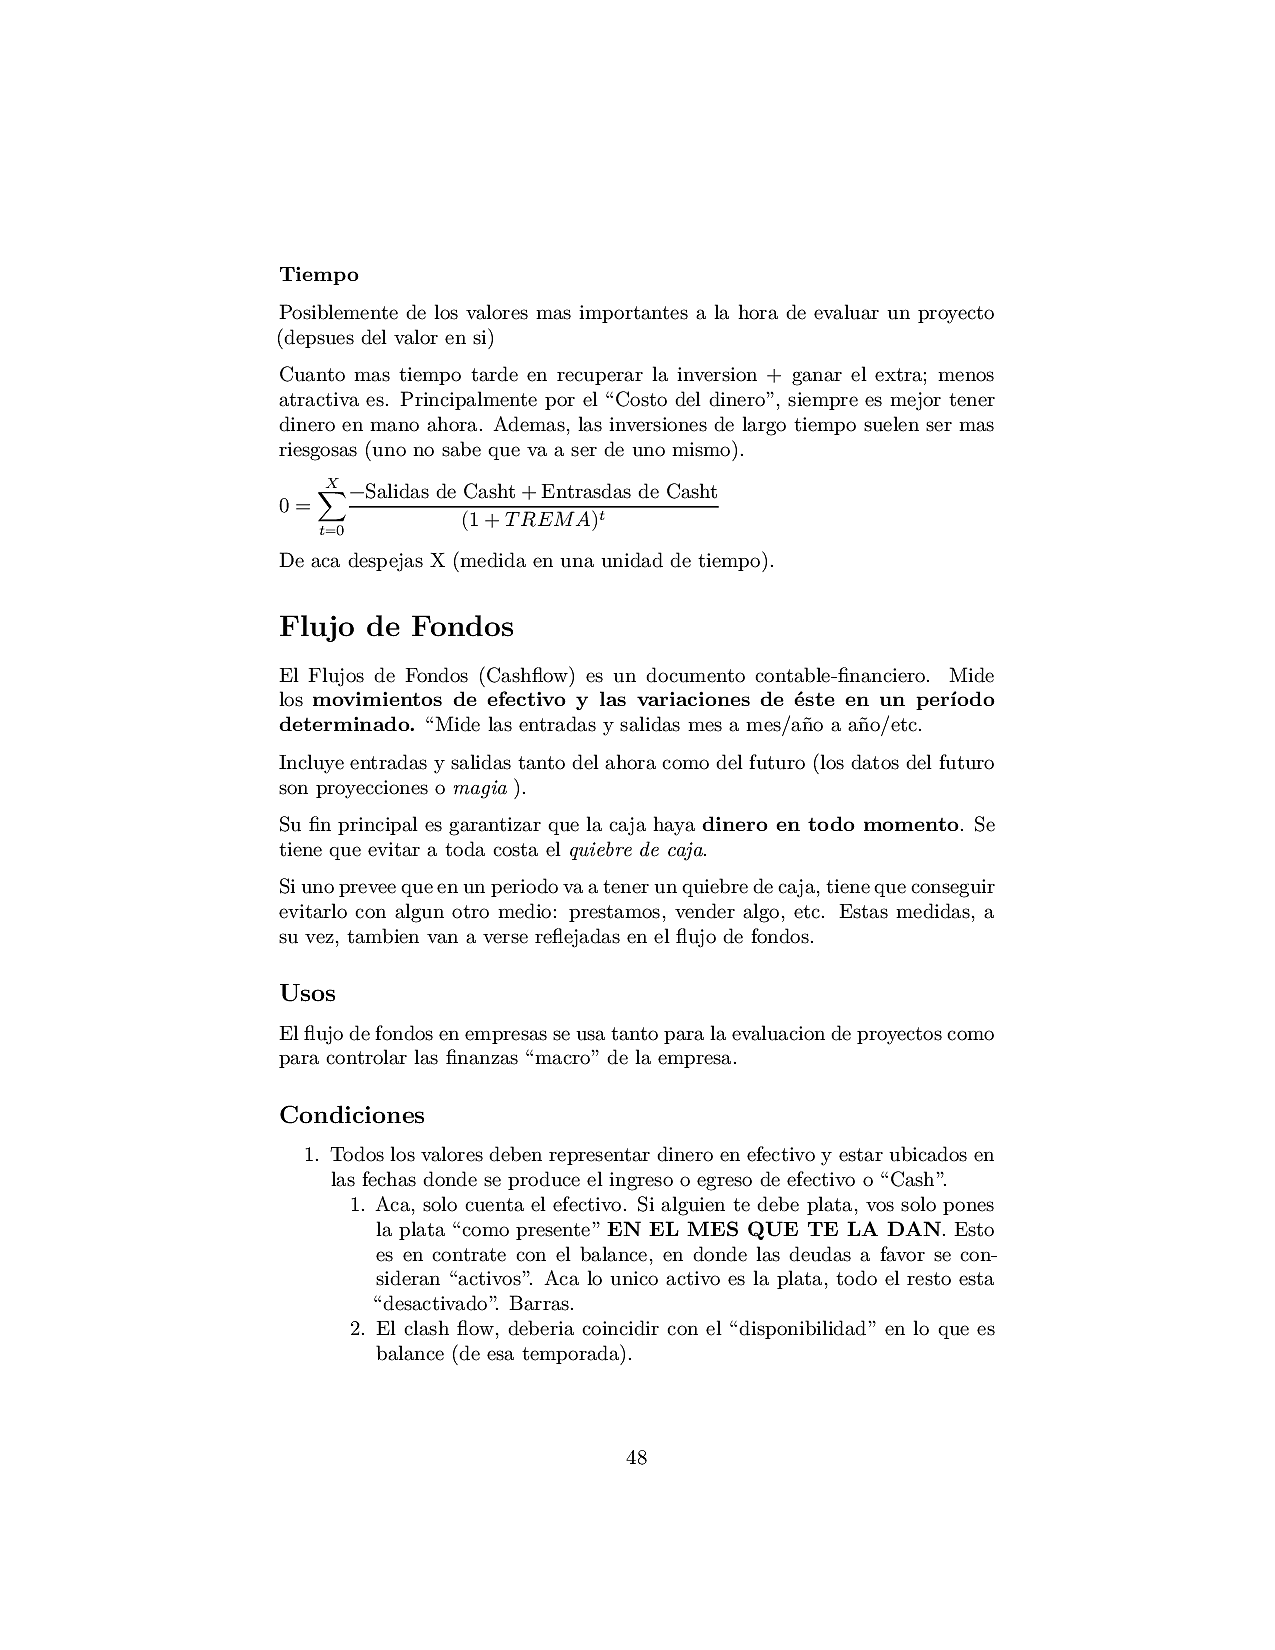 Tiempo
Posiblemente de los valores mas importantes a la hora de evaluar un proyecto
(depsues del valor en si)
Cuanto mas tiempo tarde en recuperar la inversion + ganar el extra; menos
atractiva es. Principalmente por el “Costo del dinero”, siempre es mejor tener
dinero en mano ahora. Ademas, las inversiones de largo tiempo suelen ser mas
riesgosas (uno no sabe que va a ser de uno mismo).
0 = \sum_{t=0}^{X} \frac{-Salidas de Casht + Entrasdas de Casht}{(1 + TREMA)^t}
De aca despejas X (medida en una unidad de tiempo).
Flujo de Fondos
El Flujos de Fondos (Cashflow) es un documento contable-financiero. Mide
los movimientos de efectivo y las variaciones de éste en un período
determinado. “Mide las entradas y salidas mes a mes/año a año/etc.
Incluye entradas y salidas tanto del ahora como del futuro (los datos del futuro
son proyecciones o magia ).
Su fin principal es garantizar que la caja haya dinero en todo momento. Se
tiene que evitar a toda costa el quiebre de caja.
Si uno prevee que en un periodo va a tener un quiebre de caja, tiene que conseguir
evitarlo con algun otro medio: prestamos, vender algo, etc. Estas medidas, a
su vez, tambien van a verse reflejadas en el flujo de fondos.
Usos
El flujo de fondos en empresas se usa tanto para la evaluacion de proyectos como
para controlar las finanzas “macro” de la empresa.
Condiciones
1. Todos los valores deben representar dinero en efectivo y estar ubicados en
las fechas donde se produce el ingreso o egreso de efectivo o “Cash”.
1. Aca, solo cuenta el efectivo. Si alguien te debe plata, vos solo pones
la plata “como presente” EN EL MES QUE TE LA DAN. Esto
es en contrate con el balance, en donde las deudas a favor se con-
sideran “activos”. Aca lo unico activo es la plata, todo el resto esta
“desactivado”. Barras.
2. El clash flow, deberia coincidir con el “disponibilidad” en lo que es
balance (de esa temporada).
48